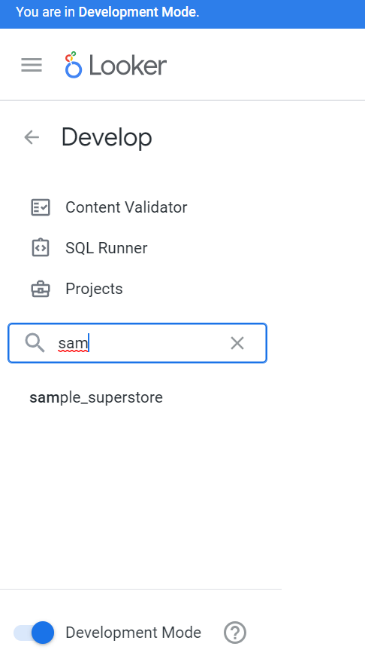 You are in Development Mode.
Looker
Develop
Content Validator
SQL Runner
Projects
sam
sample_superstore
Development Mode ?